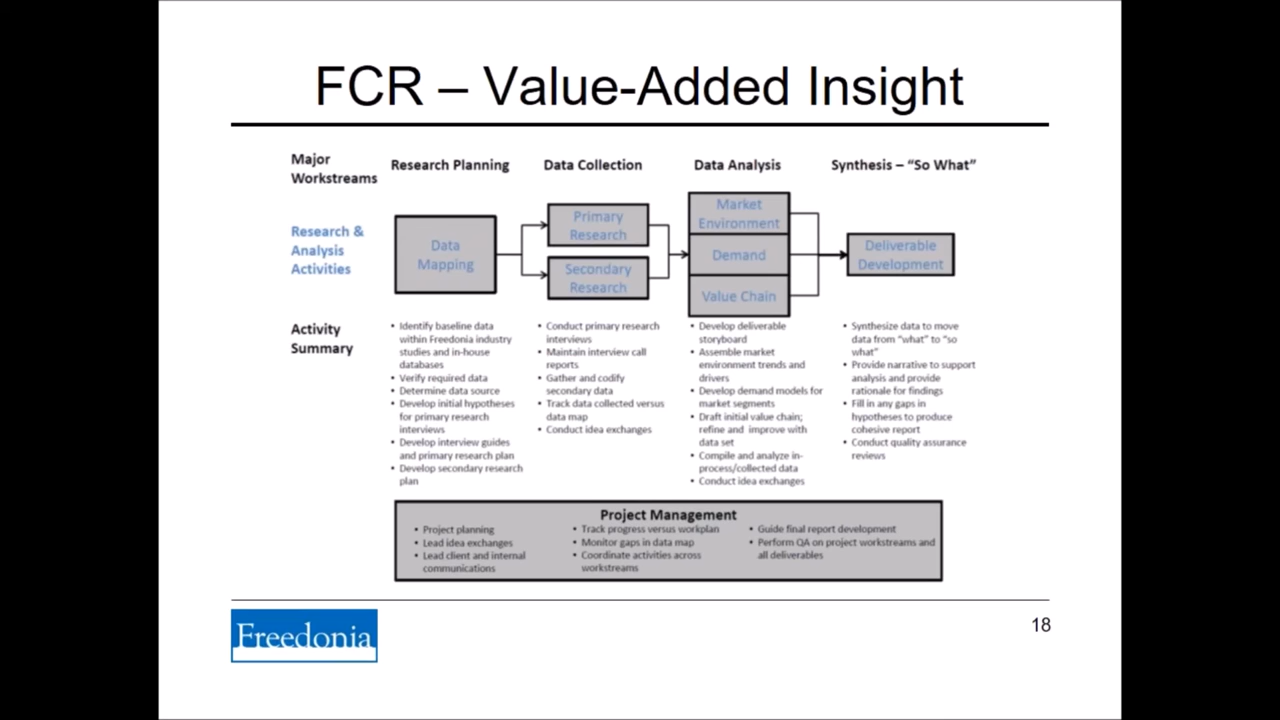 FCR – Value-Added Insight
Major
Workstreams
Research Planning
Data Collection
Data Analysis
Synthesis – “So What”
Research &
Analysis
Activities
Data
Mapping
Primary
Research
Secondary
Research
Market
Environment
Demand
Value Chain
Deliverable
Development
Activity
Summary
• Identify baseline data
within Freedonia industry
studies and in-house
databases
• Verify required data
• Determine data source
• Develop initial hypotheses
for primary research
interviews
• Develop interview guides
and primary research plan
• Develop secondary research
plan
• Conduct primary research
interviews
• Maintain interview call
reports
• Gather and codify
secondary data
• Track data collected versus
data map
• Conduct idea exchanges
• Develop deliverable
storyboard
• Assemble market
environment trends and
drivers
• Develop demand models for
market segments
• Draft initial value chain;
refine and improve with
data set
• Compile and analyze in-
process/collected data
• Conduct idea exchanges
• Synthesize data to move
data from “what” to “so
what”
• Provide narrative to support
analysis and provide
rationale for findings
• Fill in any gaps in
hypotheses to produce
cohesive report
• Conduct quality assurance
reviews
Project Management
• Project planning
• Lead idea exchanges
• Lead client and internal
communications
• Track progress versus workplan
• Monitor gaps in data map
• Coordinate activities across
workstreams
• Guide final report development
• Perform QA on project workstreams and
all deliverables
Freedonia
18